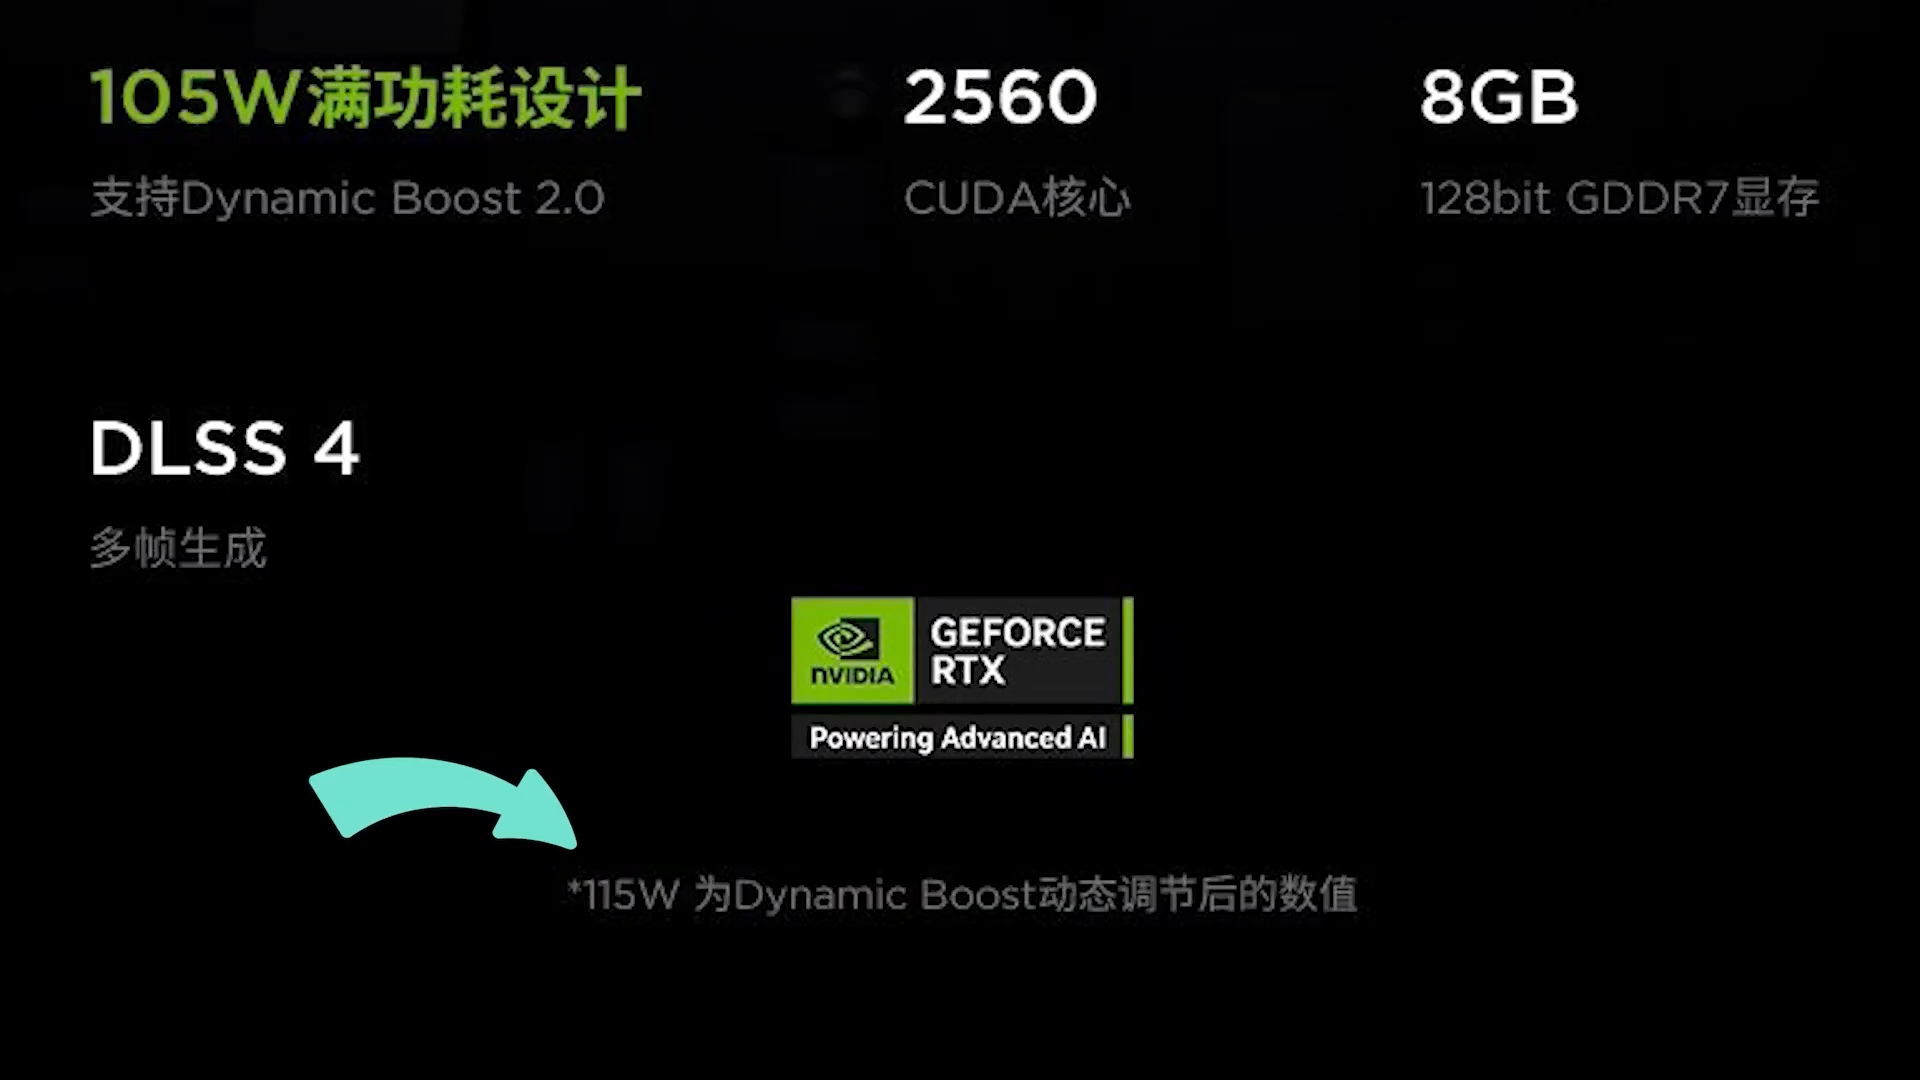 105W满功耗设计
支持Dynamic Boost 2.0
2560
CUDA核心
8GB
128bit GDDR7显存
DLSS 4
多帧生成
NVIDIA
GEFORCE
RTX
Powering Advanced AI
*115W 为Dynamic Boost动态调节后的数值